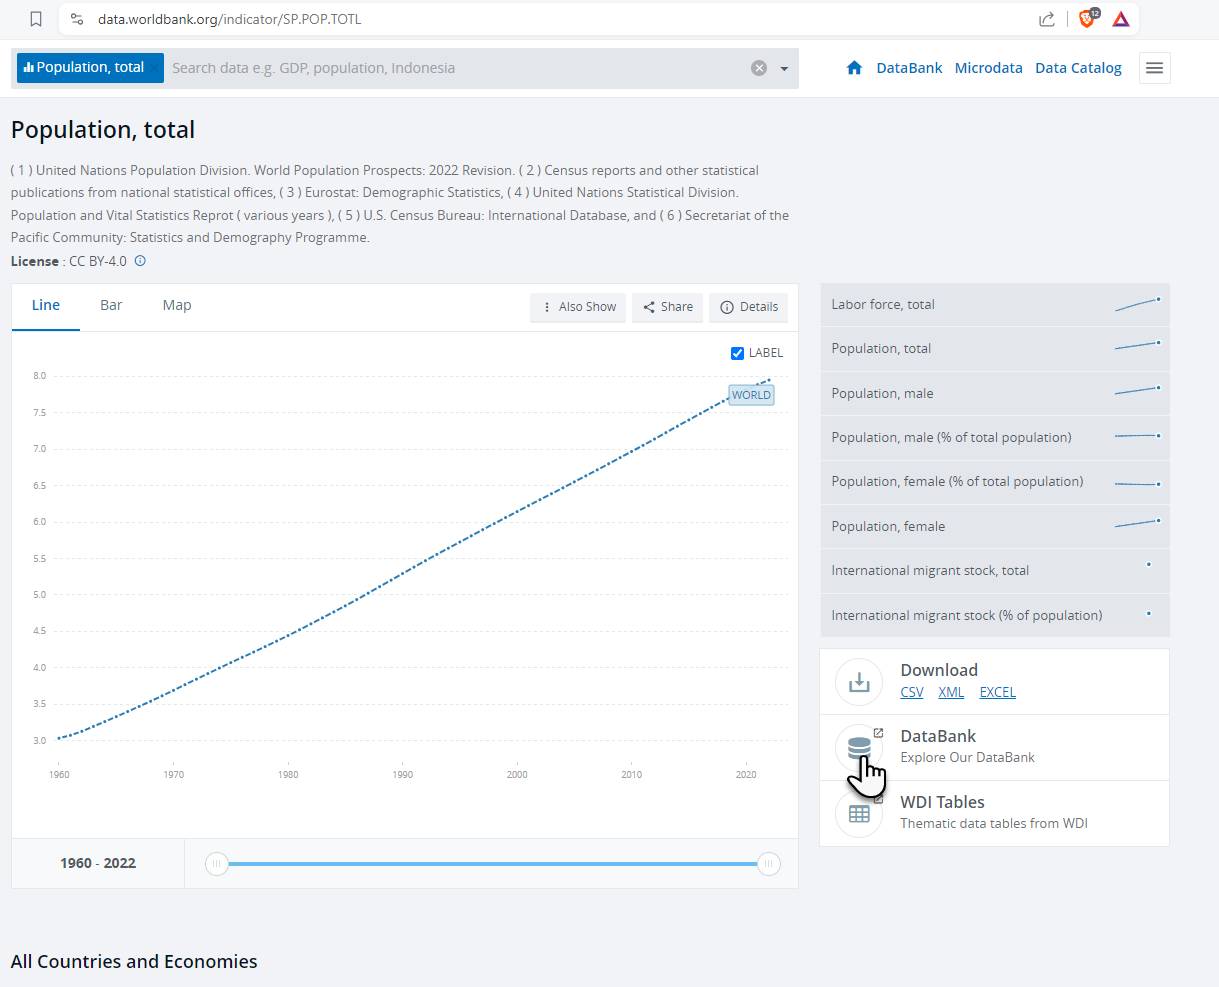 data.worldbank.org/indicator/SP.POP.TOTL
12
Population, total × Search data e.g. GDP, population, Indonesia
DataBank Microdata Data Catalog
Population, total
( 1 ) United Nations Population Division. World Population Prospects: 2022 Revision. ( 2 ) Census reports and other statistical
publications from national statistical offices, ( 3 ) Eurostat: Demographic Statistics, ( 4 ) United Nations Statistical Division.
Population and Vital Statistics Reprot ( various years ), ( 5 ) U.S. Census Bureau: International Database, and ( 6 ) Secretariat of the
Pacific Community: Statistics and Demography Programme.
License : CC BY-4.0
Line Bar Map
Also Show Share Details
LABEL
8.0
7.5
7.0
6.5
6.0
5.5
5.0
4.5
4.0
3.5
3.0
WORLD
1960 1970 1980 1990 2000 2010 2020
1960 - 2022
Labor force, total
Population, total
Population, male
Population, male (% of total population)
Population, female (% of total population)
Population, female
International migrant stock, total
International migrant stock (% of population)
Download
CSV XML EXCEL
DataBank
Explore Our DataBank
WDI Tables
Thematic data tables from WDI
All Countries and Economies